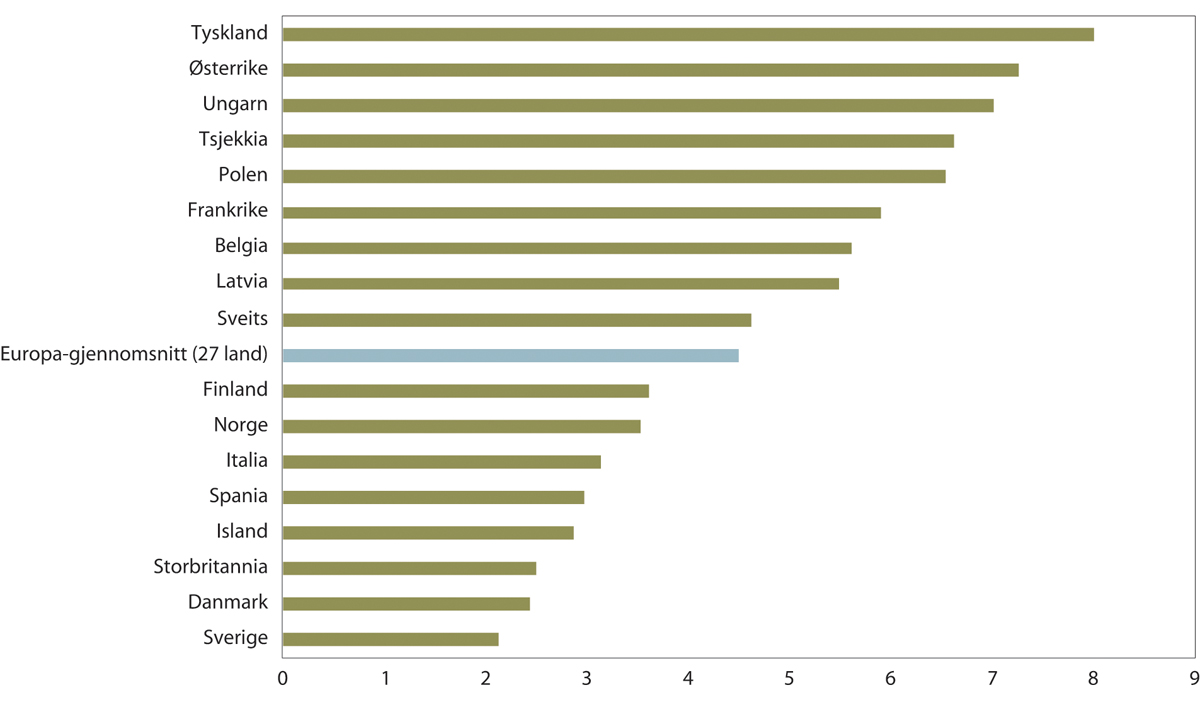 Tyskland
Østerrike
Ungarn
Tsjekkia
Polen
Frankrike
Belgia
Latvia
Sveits
Europa-gjennomsnitt (27 land)
Finland
Norge
Italia
Spania
Island
Storbritannia
Danmark
Sverige
0 1 2 3 4 5 6 7 8 9